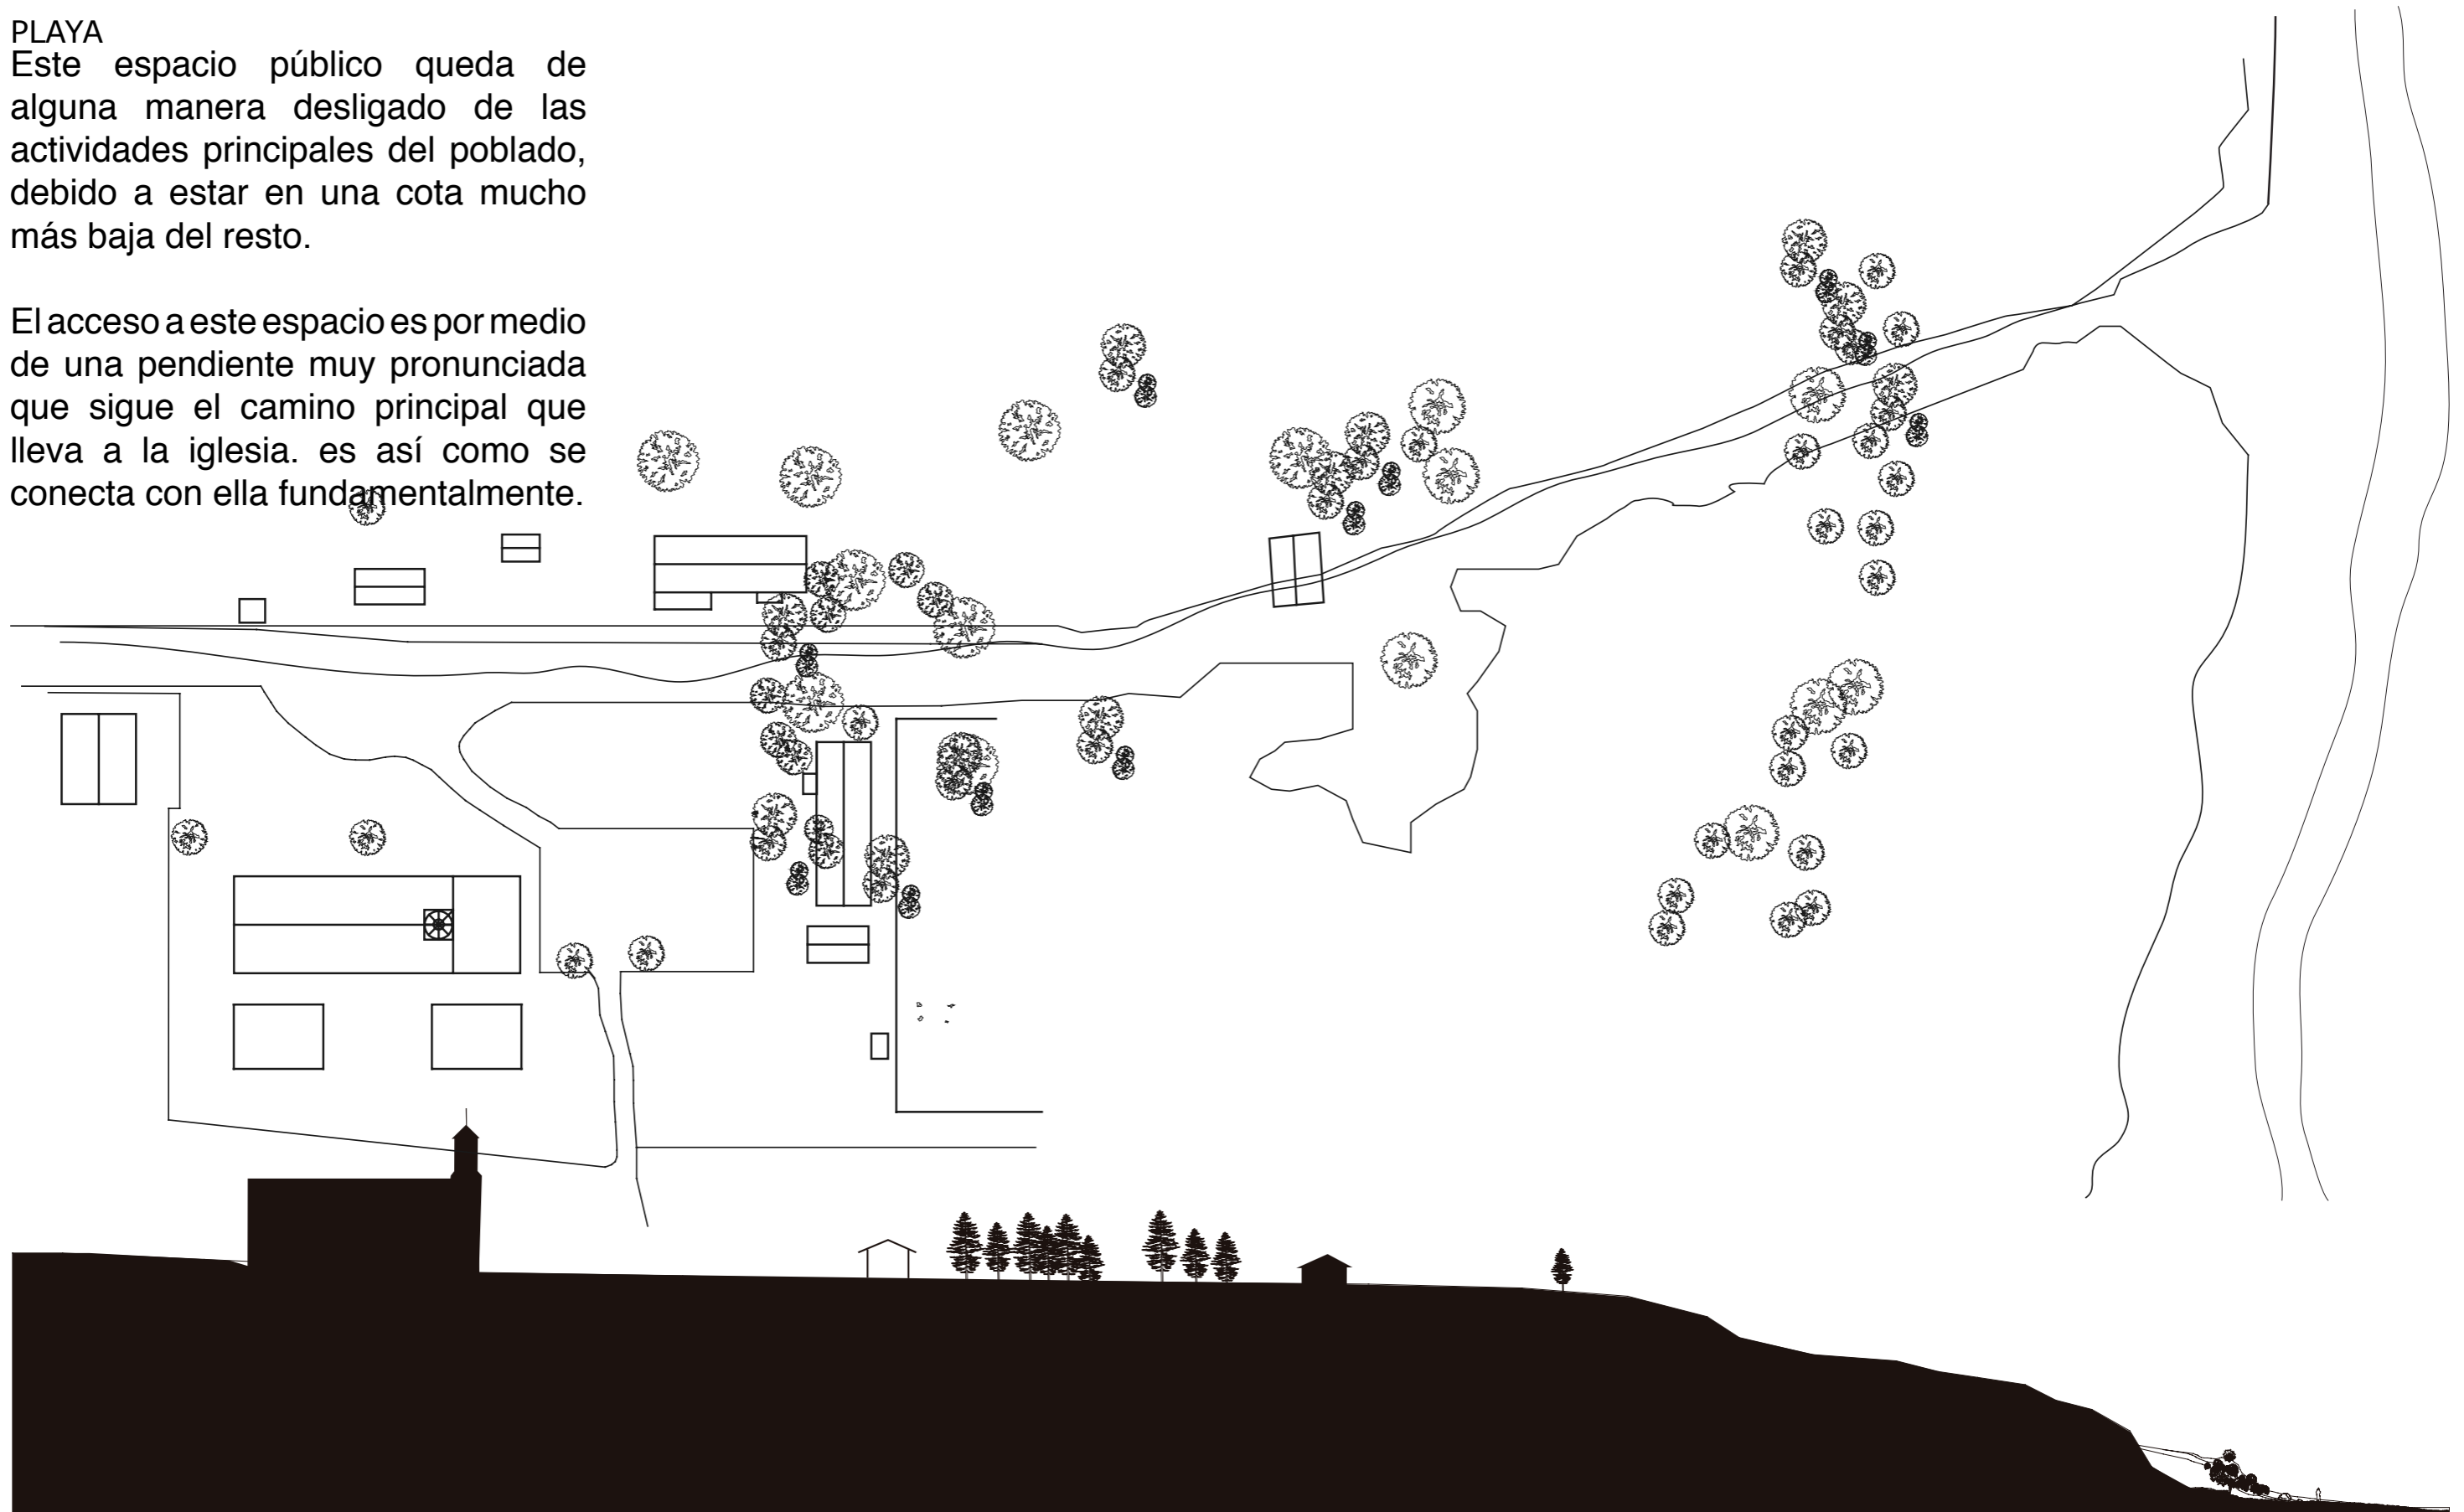 PLAYA
Este espacio público queda de
alguna manera desligado de las
actividades principales del poblado,
debido a estar en una cota mucho
más baja del resto.
El acceso a este espacio es por medio
de una pendiente muy pronunciada
que sigue el camino principal que
lleva a la iglesia. es así como se
conecta con ella fundamentalmente.